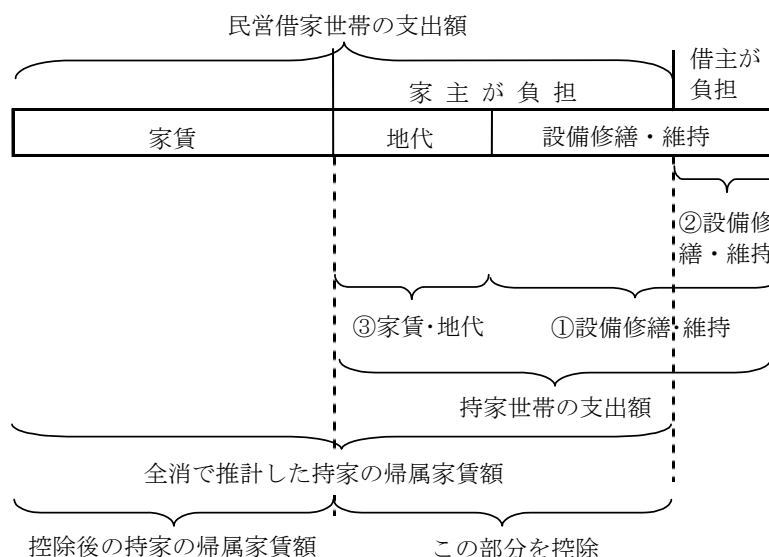 民営借家世帯の支出額
借主が
負担
家主が負担
家賃
地代
設備修繕・維持
②設備修
繕・維持
③家賃・地代
①設備修繕・維持
持家世帯の支出額
全消で推計した持家の帰属家賃額
控除後の持家の帰属家賃額
この部分を控除